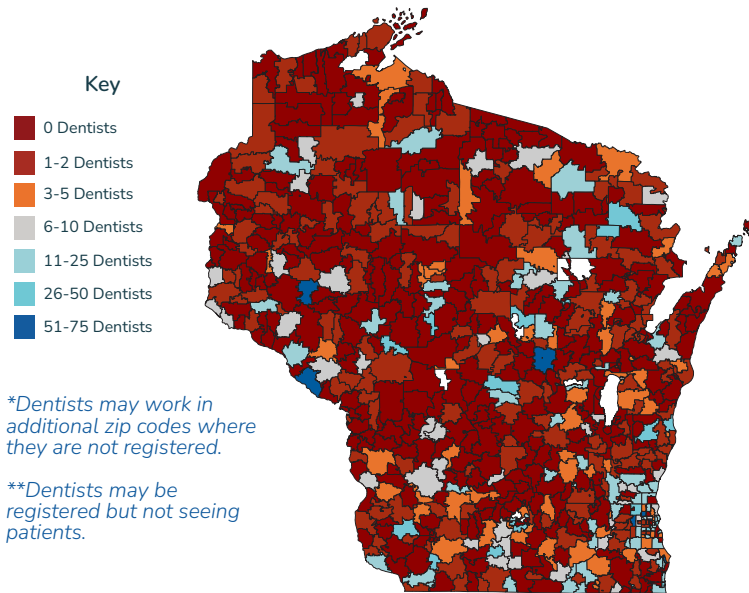 Key
0 Dentists
1-2 Dentists
3-5 Dentists
6-10 Dentists
11-25 Dentists
26-50 Dentists
51-75 Dentists
*Dentists may work in
additional zip codes where
they are not registered.
**Dentists may be
registered but not seeing
patients.